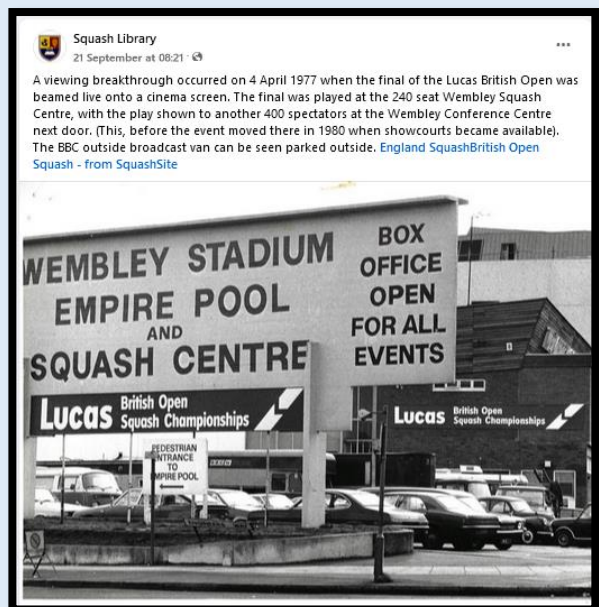 Squash Library
21 September at 08:21 ·
A viewing breakthrough occurred on 4 April 1977 when the final of the Lucas British Open was
beamed live onto a cinema screen. The final was played at the 240 seat Wembley Squash
Centre, with the play shown to another 400 spectators at the Wembley Conference Centre
next door. (This, before the event moved there in 1980 when showcourts became available).
The BBC outside broadcast van can be seen parked outside. England SquashBritish Open
Squash - from SquashSite
WEMBLEY STADIUM
EMPIRE POOL
AND
SQUASH CENTRE
BOX
OFFICE
OPEN
FOR ALL
EVENTS
Lucas British Open
Squash Championships
Lucas British Open
Squash Championships
PEDESTRIAN
ENTRANCE
TO
EMPIRE POOL